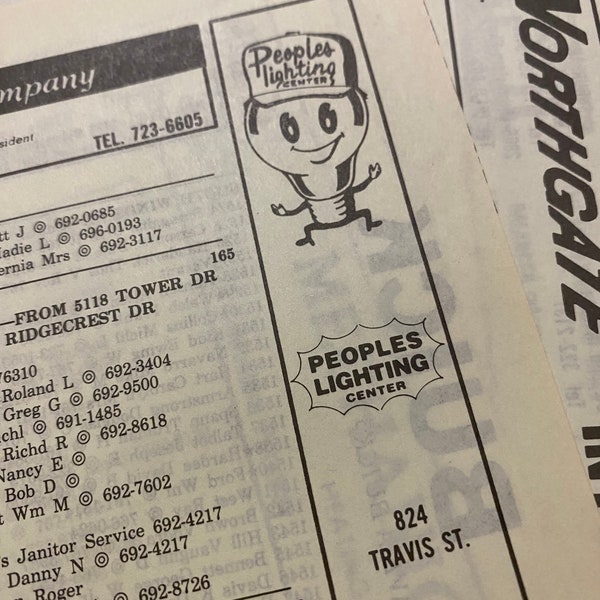 mpany
sident
TEL. 723-6605
tt J ◎ 692-0685
Madie L ◎ 696-0193
ernia Mrs ◎ 692-3117
165
—FROM 5118 TOWER DR
RIDGECREST DR
76310
Roland L ◎ 692-3404
Greg G ◎ 692-9500
ichl ◎ 691-1485
Richd R ◎ 692-8618
Nancy E ◎
Bob D ◎
t Wm M ◎ 692-7602
's Janitor Service 692-4217
Danny N ◎ 692-4217
Roger
◎ 692-8726
Peoples
lighting
CENTER
PEOPLES
LIGHTING
CENTER
824
TRAVIS ST.
NORTHGATE